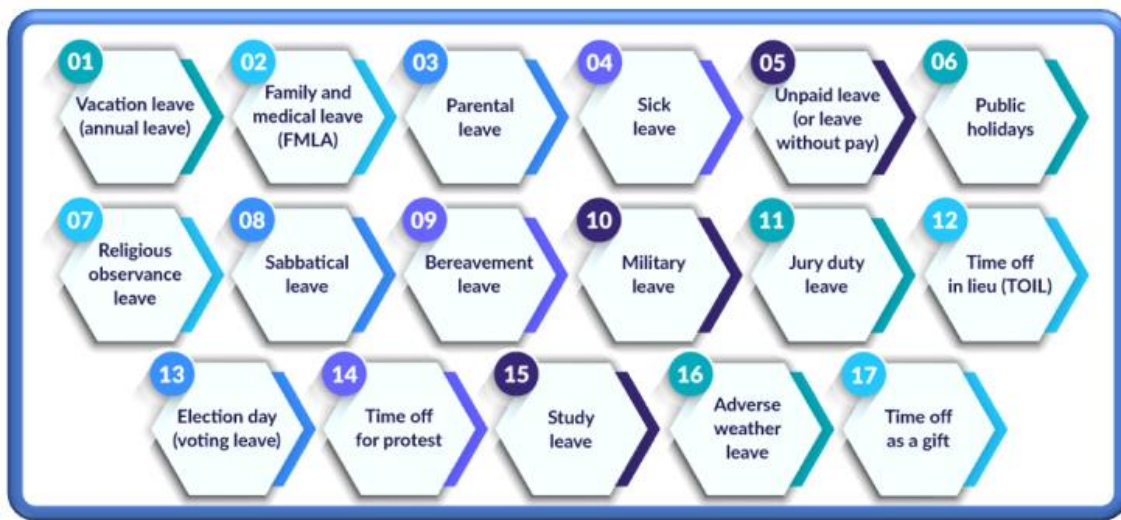 01
Vacation leave
(annual leave)
02
Family and
medical leave
(FMLA)
03
Parental
leave
04
Sick
leave
05
Unpaid leave
(or leave
without pay)
06
Public
holidays
07
Religious
observance
leave
08
Sabbatical
leave
09
Bereavement
leave
10
Military
leave
11
Jury duty
leave
12
Time off
in lieu (TOIL)
13
Election day
(voting leave)
14
Time off
for protest
15
Study
leave
16
Adverse
weather
leave
17
Time off
as a gift